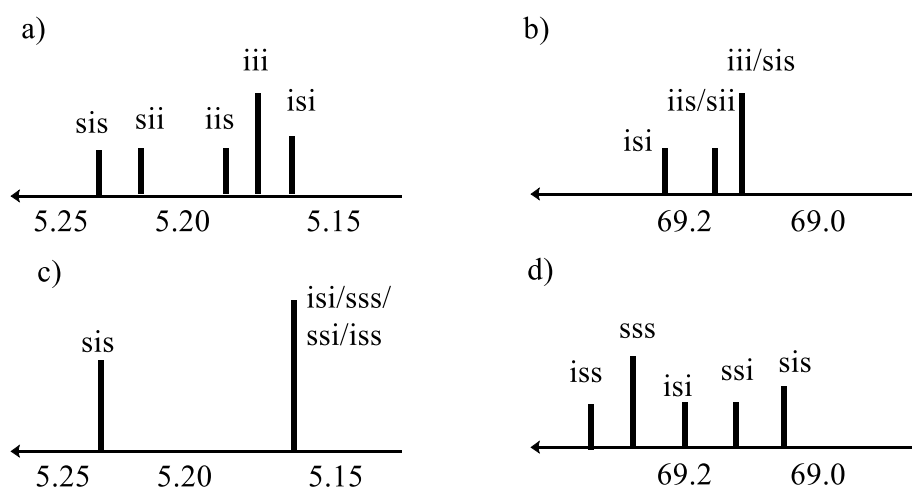 a)
iii
sis
sii
iis
isi
5.25
5.20
5.15
b)
iii/sis
iis/sii
isi
69.2
69.0
c)
isi/sss/
ssi/iss
sis
5.25
5.20
5.15
d)
sss
iss
isi
ssi
sis
69.2
69.0